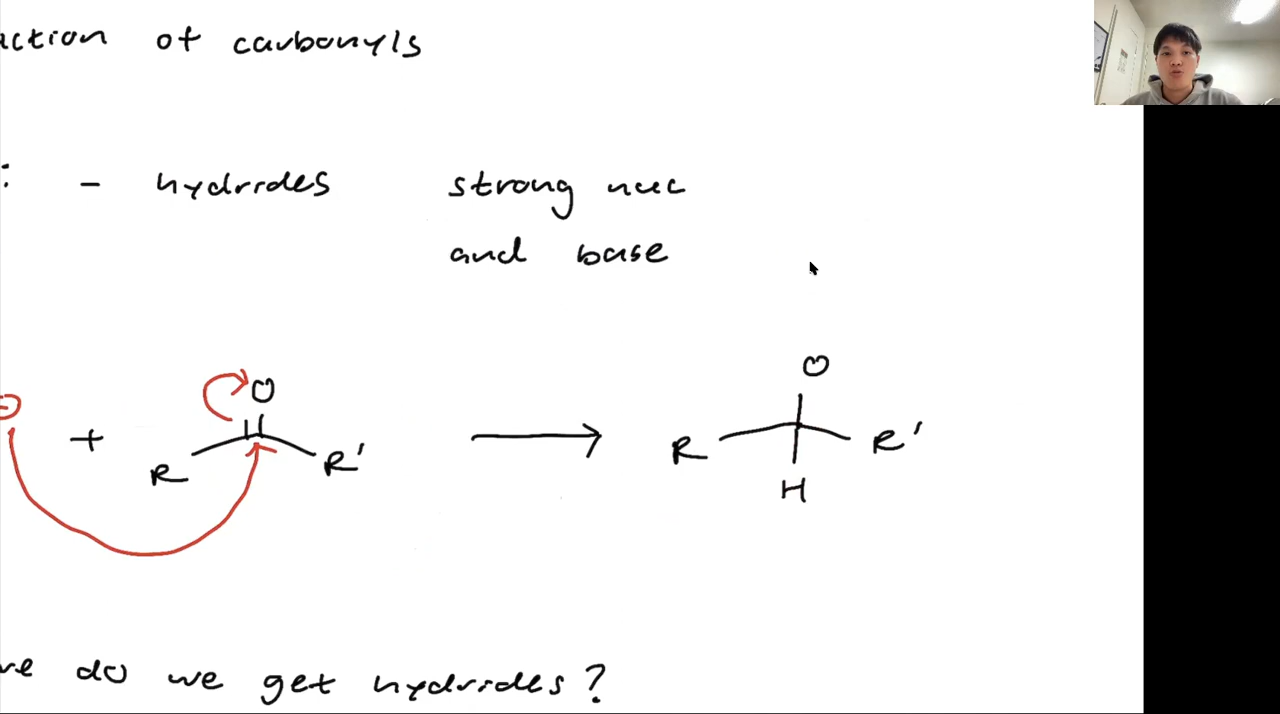 action of carbonyls
: - hydrides strong nuc
and base
O
⊖ + R R' → R R'
O
H
do we get hydrides?